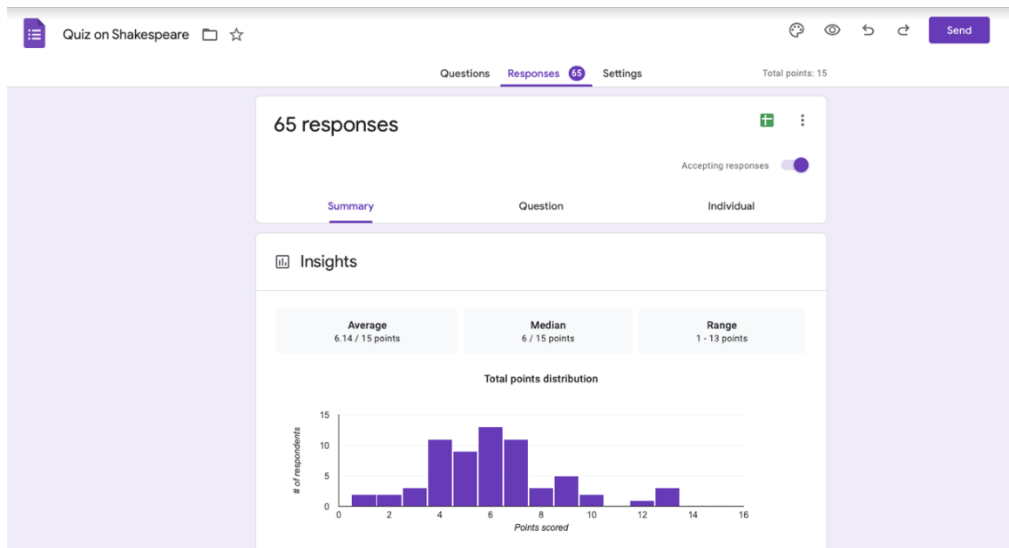 Quiz on Shakespeare
Send
Questions
Responses 65
Settings
Total points: 15
65 responses
Accepting responses
Summary
Question
Individual
Insights
Average
6.14 / 15 points
Median
6 / 15 points
Range
1 - 13 points
Total points distribution
# of respondents
15
10
5
0
0 2 4 6 8 10 12 14 16
Points scored